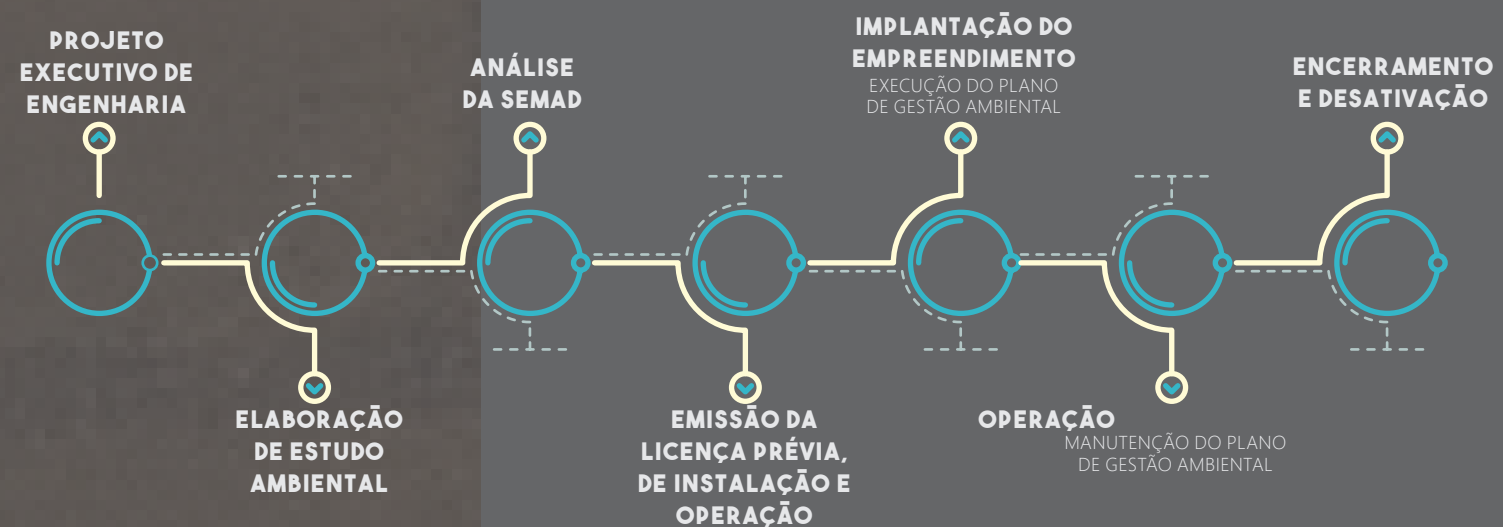 PROJETO
EXECUTIVO DE
ENGENHARIA
ELABORAÇÃO
DE ESTUDO
AMBIENTAL
ANÁLISE
DA SEMAD
EMISSÃO DA
LICENÇA PRÉVIA,
DE INSTALAÇÃO E
OPERAÇÃO
IMPLANTAÇÃO DO
EMPREENDIMENTO
EXECUÇÃO DO PLANO
DE GESTÃO AMBIENTAL
OPERAÇÃO
MANUTENÇÃO DO PLANO
DE GESTÃO AMBIENTAL
ENCERRAMENTO
E DESATIVAÇÃO